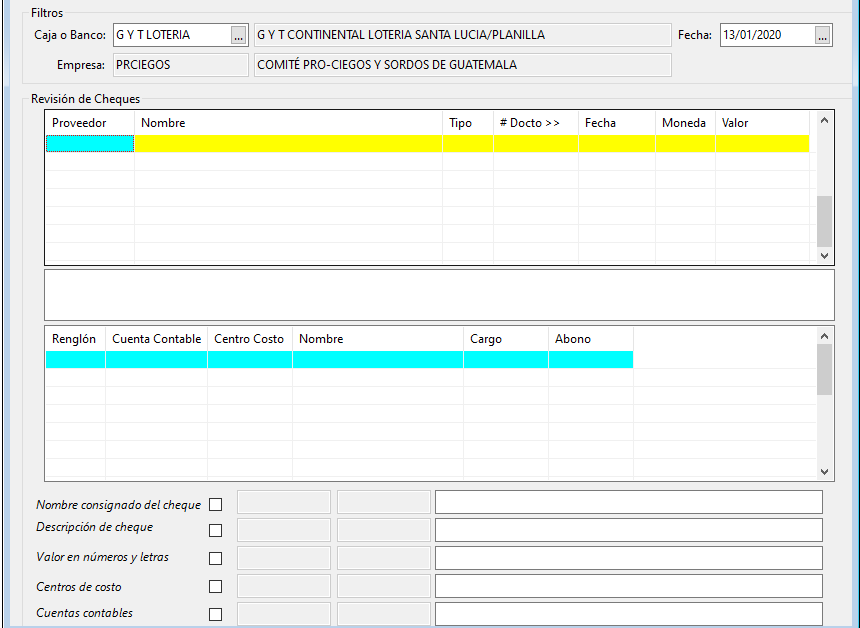 Filtros
Caja o Banco: G Y T LOTERIA ... G Y T CONTINENTAL LOTERIA SANTA LUCIA/PLANILLA Fecha: 13/01/2020 ...
Empresa: PRCIEGOS COMITÉ PRO-CIEGOS Y SORDOS DE GUATEMALA
Revisión de Cheques
Proveedor Nombre Tipo # Docto >> Fecha Moneda Valor
Renglón Cuenta Contable Centro Costo Nombre Cargo Abono
Nombre consignado del cheque
Descripción de cheque
Valor en números y letras
Centros de costo
Cuentas contables